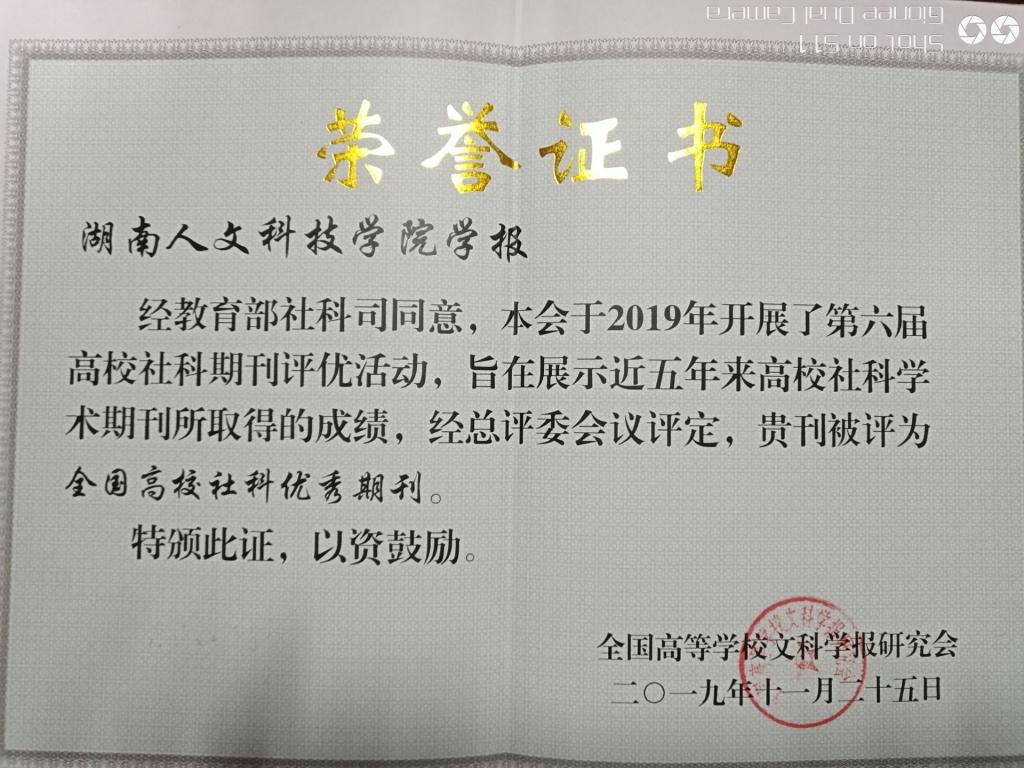 Shot on S11
Gionee Dual Camera
荣誉证书
湖南人文科技学院学报
经教育部社科司同意，本会于2019年开展了第六届
高校社科期刊评优活动，旨在展示近五年来高校社科学
术期刊所取得的成绩，经总评委会议评定，贵刊被评为
全国高校社科优秀期刊。
特颁此证，以资鼓励。
全国高等学校文科学报研究会
二〇一九年十一月二十五日